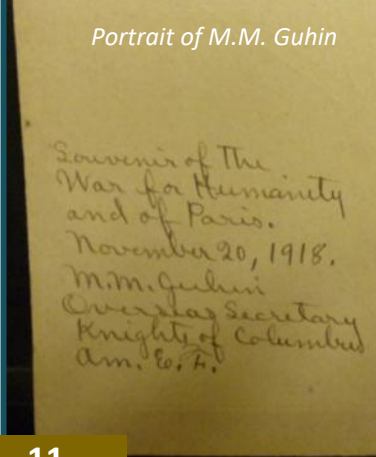 Portrait of M.M. Guhin
Souvenir of The
War for Humanity
and of Paris.
November 20, 1918.
M.M. Guhin
Overseas Secretary
Knights of Columbus
Am. E. F.
11